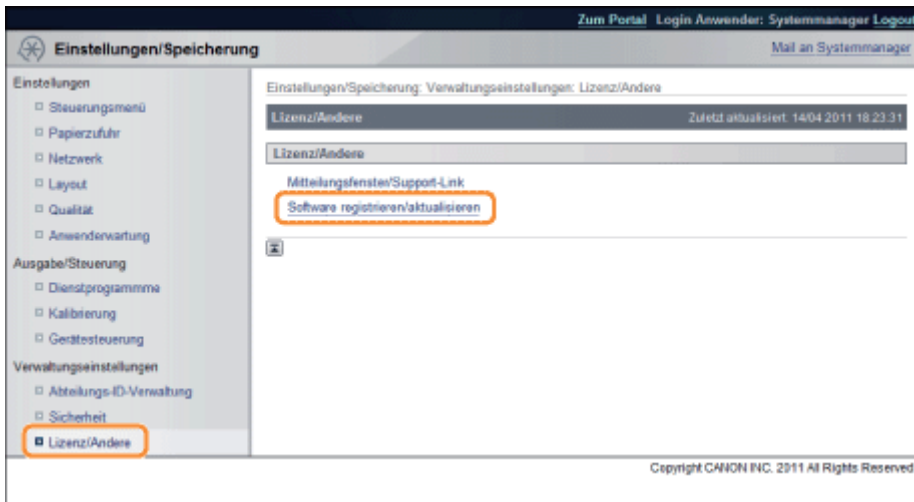 Zum Portal Login Anwender: Systemmanager Logout
Einstellungen/Speicherung
Mail an Systemmanager
Einstellungen
Steuerungsmenü
Papierzufuhr
Netzwerk
Layout
Qualität
Anwenderwartung
Ausgabe/Steuerung
Dienstprogrammme
Kalibrierung
Gerätesteuerung
Verwaltungseinstellungen
Abteilungs-ID-Verwaltung
Sicherheit
Lizenz/Andere
Einstellungen/Speicherung: Verwaltungseinstellungen: Lizenz/Andere
Lizenz/Andere
Zuletzt aktualisiert: 14/04 2011 18:23:31
Lizenz/Andere
Mitteilungsfenster/Support-Link
Software registrieren/aktualisieren
Copyright CANON INC. 2011 All Rights Reserved